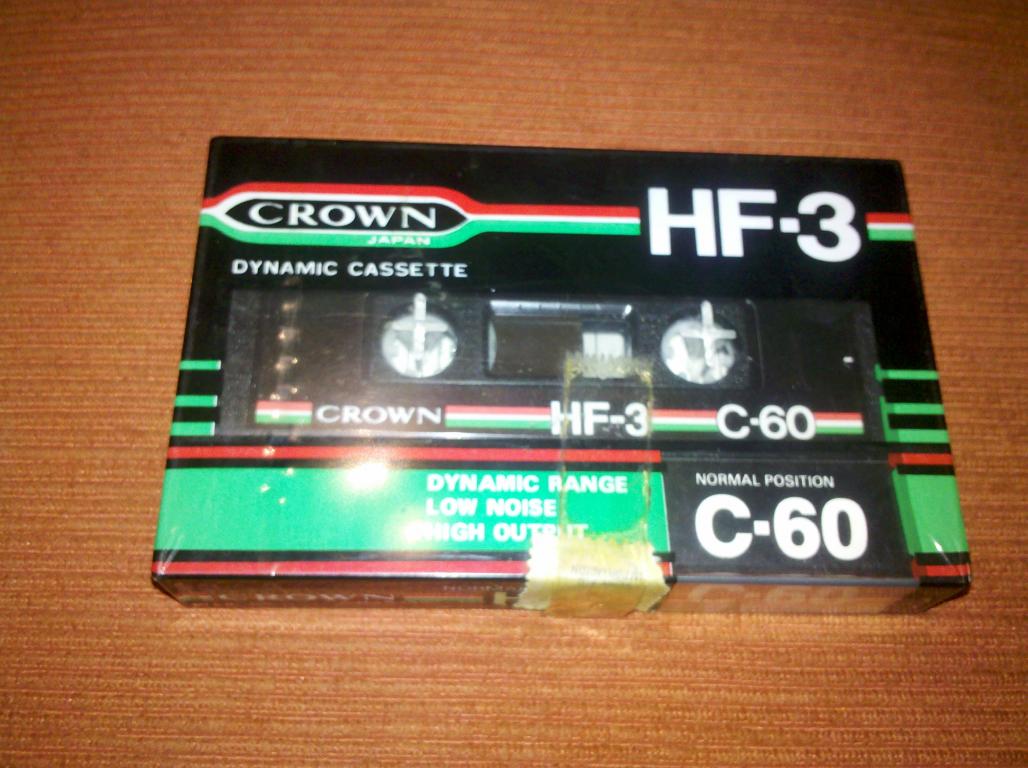 CROWN
JAPAN
HF-3
DYNAMIC CASSETTE
CROWN HF-3 C-60
DYNAMIC RANGE
LOW NOISE
HIGH OUTPUT
NORMAL POSITION
C-60
CROWN
C-60